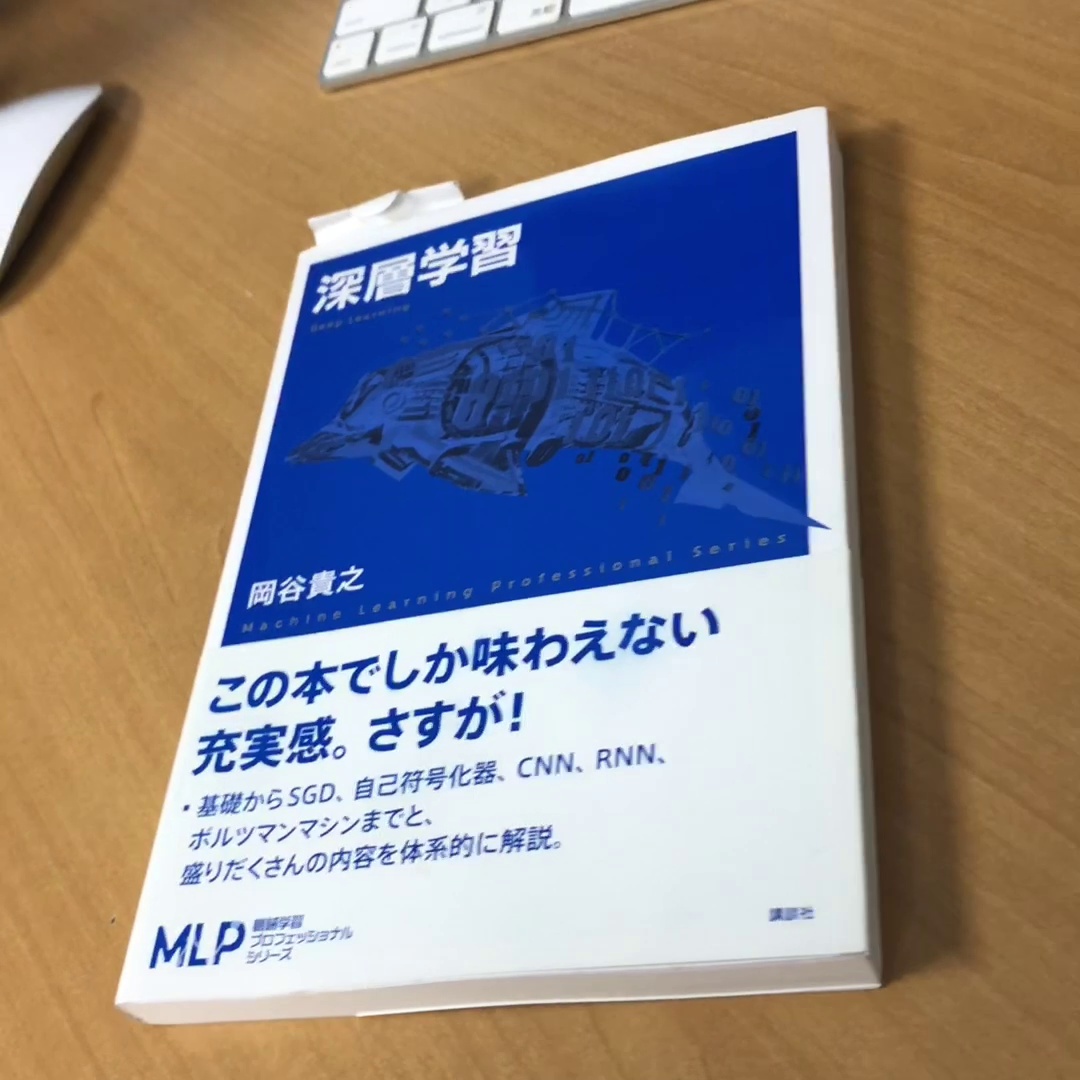 深層学習
Deep Learning
岡谷貴之
Machine Learning Professional Series
この本でしか味わえない
充実感。さすが!
・基礎からSGD、自己符号化器、CNN、RNN、
ボルツマンマシンまでと、
盛りだくさんの内容を体系的に解説。
MLP
機械学習
プロフェッショナル
シリーズ
講談社